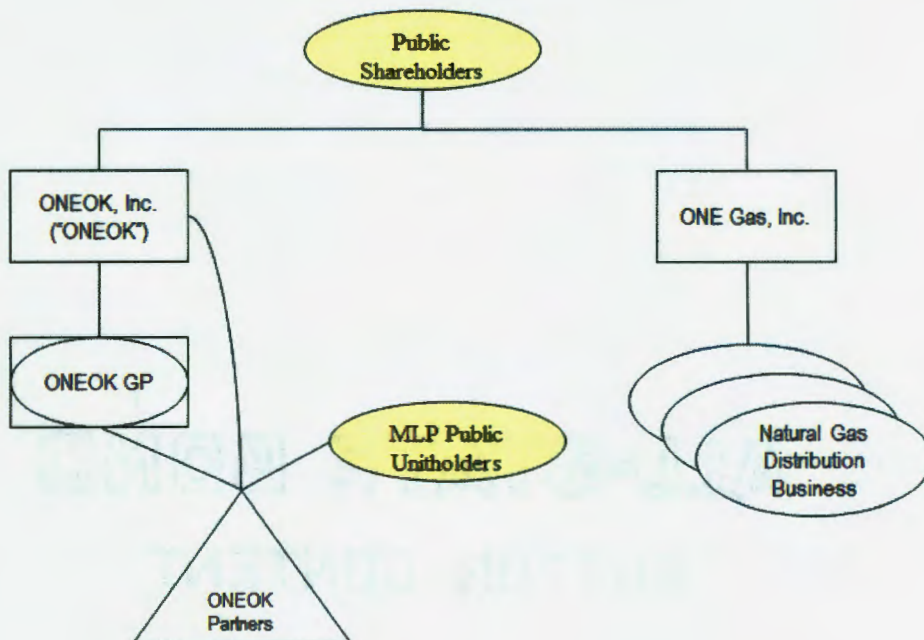 Public
Shareholders
ONEOK, Inc.
("ONEOK")
ONE Gas, Inc.
ONEOK GP
MLP Public
Unitholders
Natural Gas
Distribution
Business
ONEOK
Partners